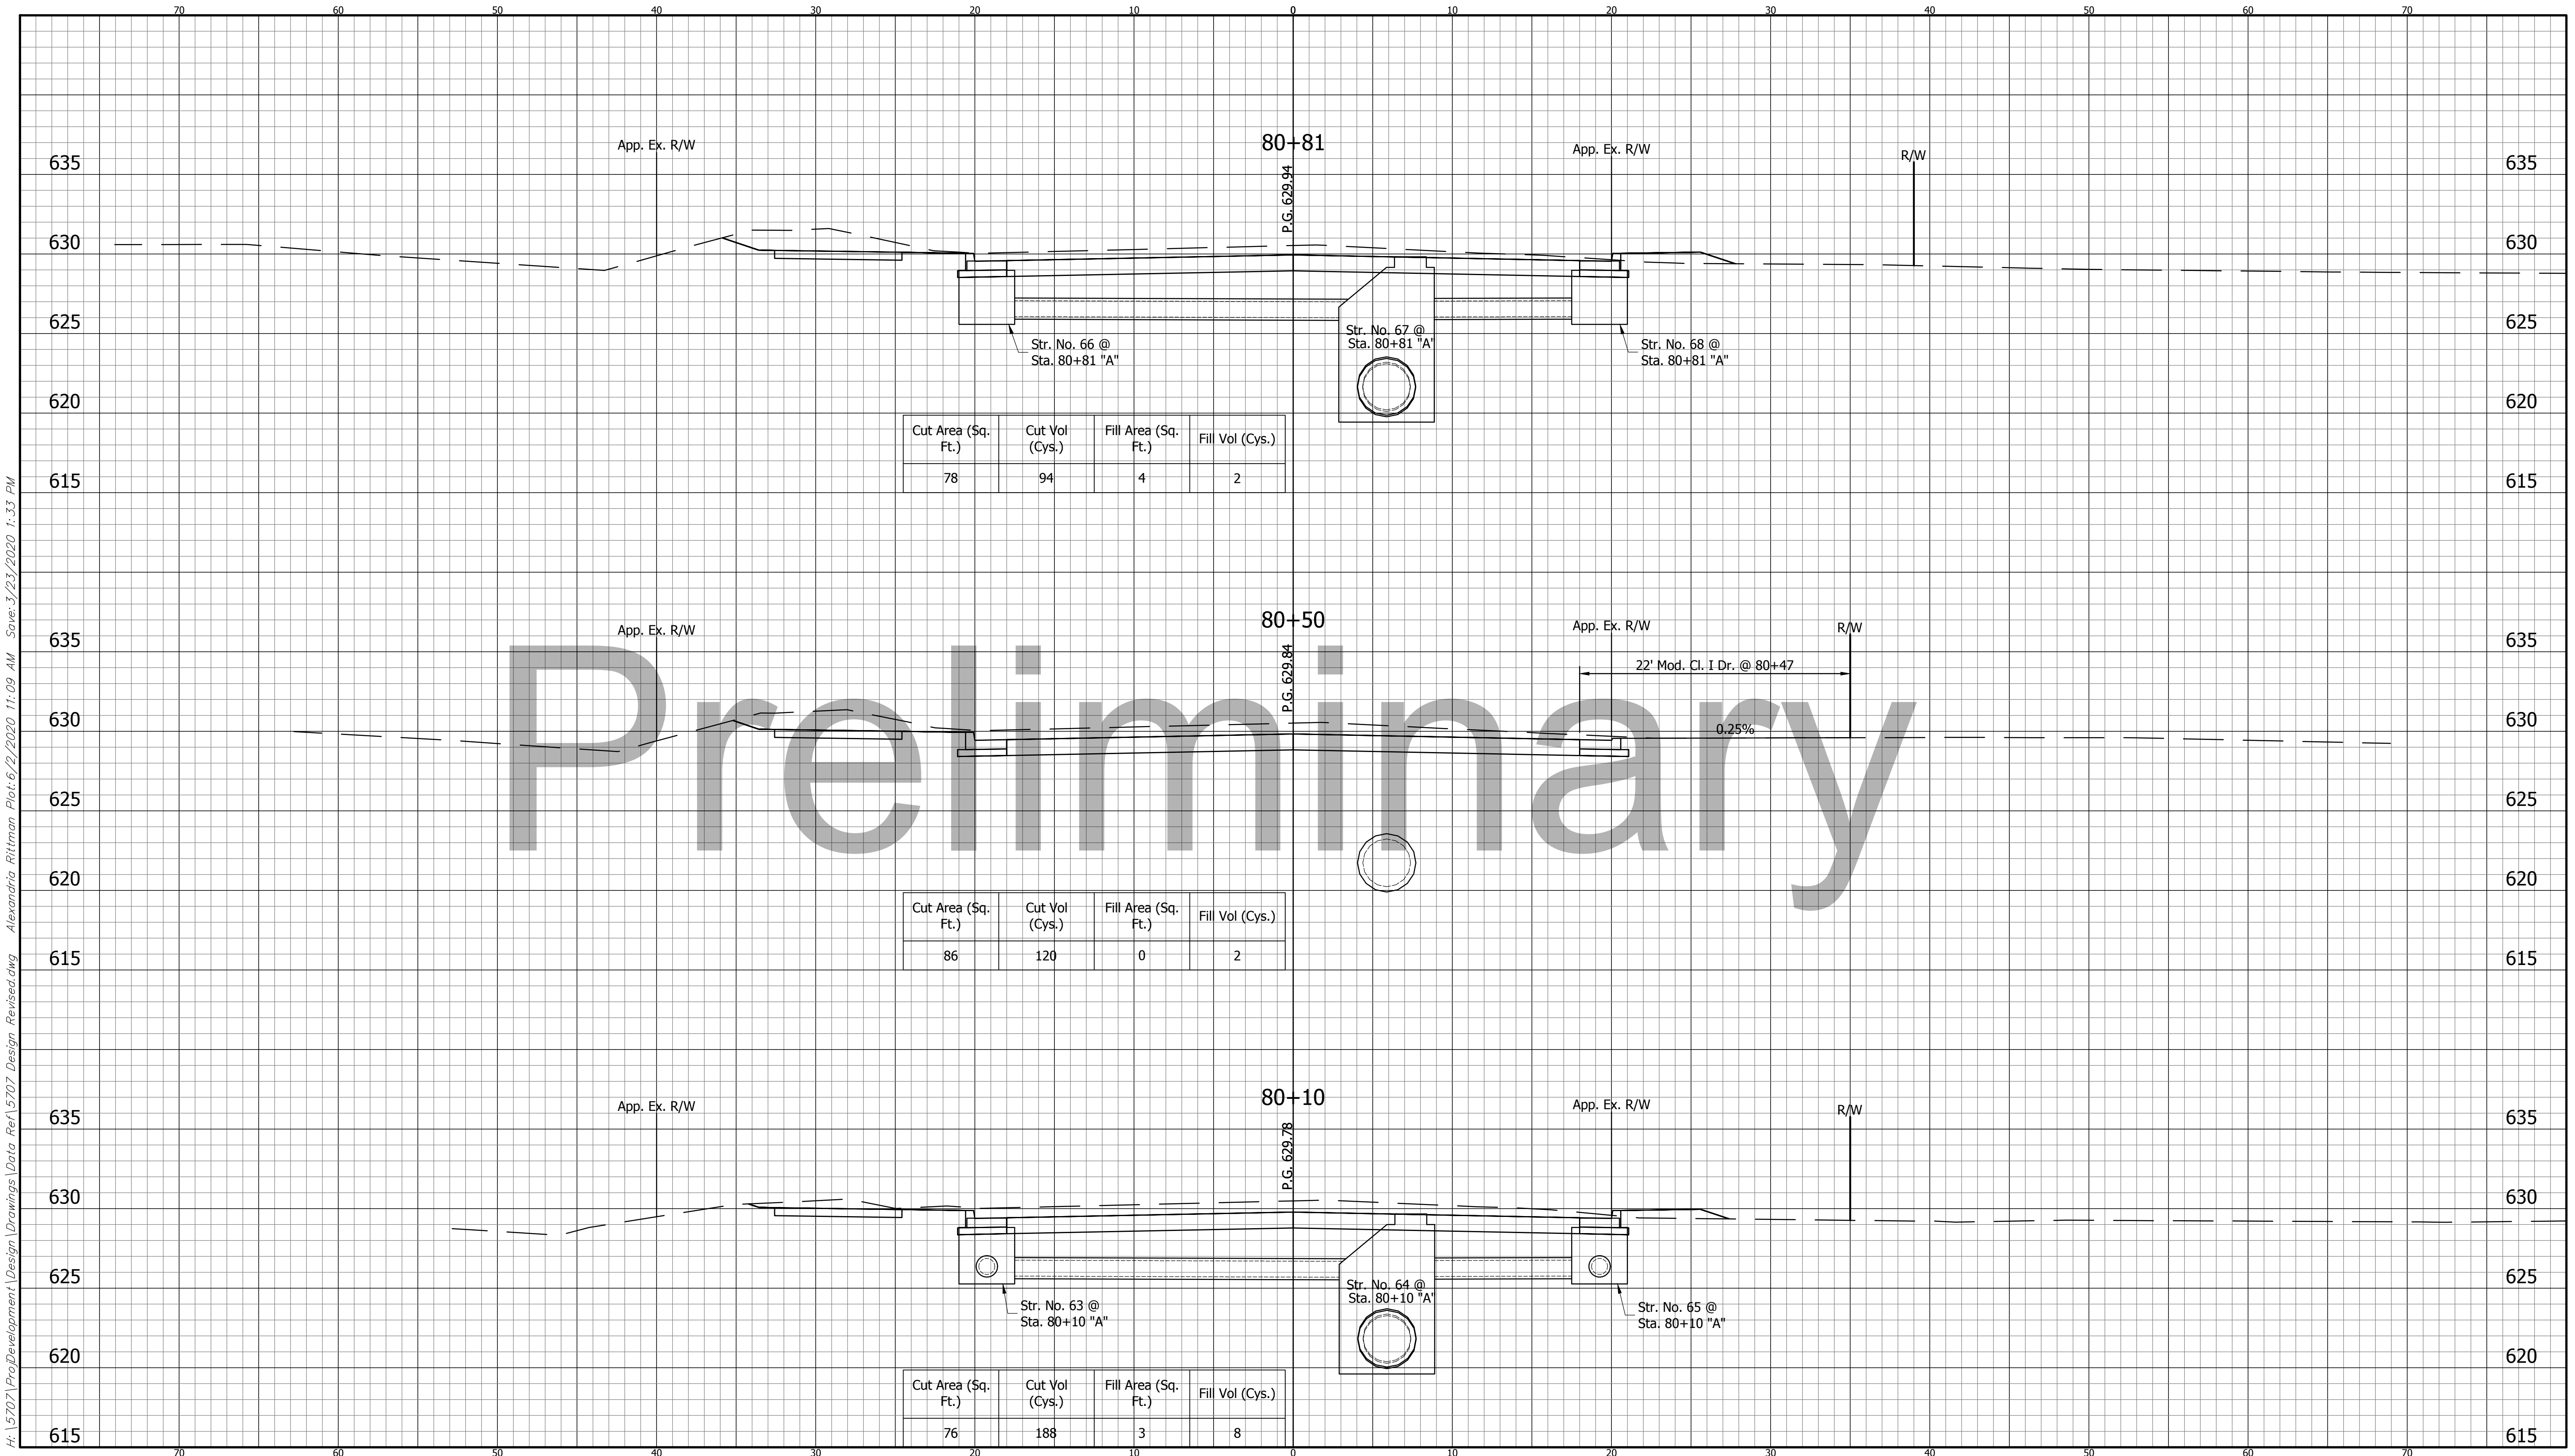 70 60 50 40 30 20 10 0 10 20 30 40 50 60 70
80+81
App. Ex. R/W
App. Ex. R/W
R/W
P.G. 629.94
635 635
630 630
625 625
620 620
615 615
Str. No. 66 @
Sta. 80+81 "A"
Str. No. 67 @
Sta. 80+81 "A"
Str. No. 68 @
Sta. 80+81 "A"
Cut Area (Sq. Ft.) Cut Vol (Cys.) Fill Area (Sq. Ft.) Fill Vol (Cys.)
78 94 4 2
80+50
App. Ex. R/W
App. Ex. R/W
R/W
P.G. 629.84
22' Mod. Cl. I Dr. @ 80+47
0.25%
635 635
630 630
625 625
620 620
615 615
Preliminary
Cut Area (Sq. Ft.) Cut Vol (Cys.) Fill Area (Sq. Ft.) Fill Vol (Cys.)
86 120 0 2
80+10
App. Ex. R/W
App. Ex. R/W
R/W
P.G. 629.78
635 635
630 630
625 625
620 620
615 615
Str. No. 63 @
Sta. 80+10 "A"
Str. No. 64 @
Sta. 80+10 "A"
Str. No. 65 @
Sta. 80+10 "A"
Cut Area (Sq. Ft.) Cut Vol (Cys.) Fill Area (Sq. Ft.) Fill Vol (Cys.)
76 188 3 8
70 60 50 40 30 20 10 0 10 20 30 40 50 60 70
H:\5707\ProjDevelopment\Design\Drawings\Data Ref\5707 Design Revised.dwg Alexandria Rittman Plot:6/2/2020 11:09 AM Save:3/23/2020 1:33 PM